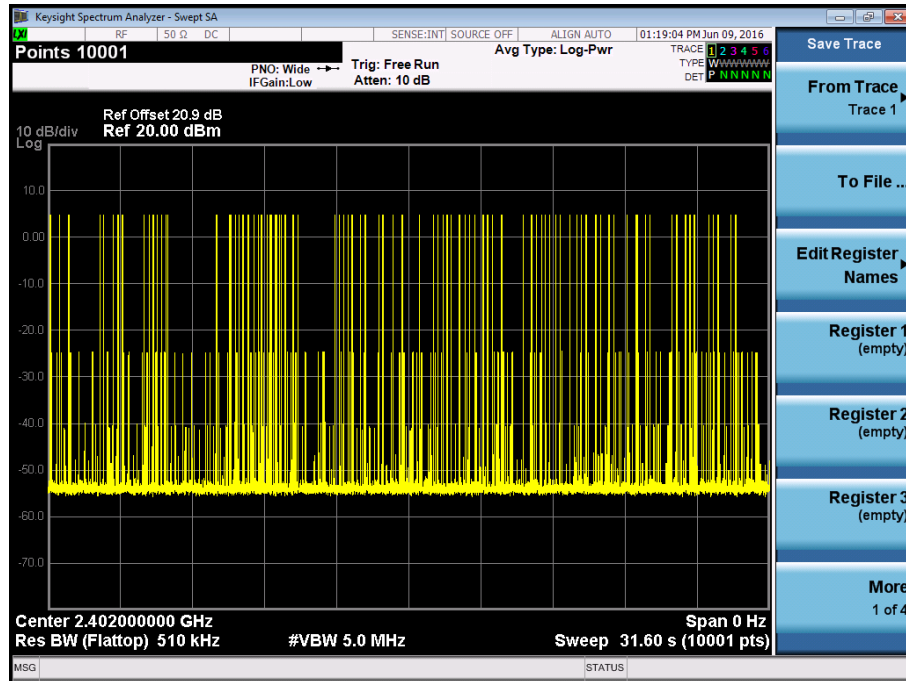 Keysight Spectrum Analyzer - Swept SA
LXI RF 50 Ω DC SENSE:INT SOURCE OFF ALIGN AUTO 01:19:04 PM Jun 09, 2016
Points 10001
PNO: Wide
IFGain:Low
Trig: Free Run
Atten: 10 dB
Avg Type: Log-Pwr
TRACE 1 2 3 4 5 6
TYPE WWWWWW
DET P N N N N N
Ref Offset 20.9 dB
10 dB/div Ref 20.00 dBm
Log
10.0
0.00
-10.0
-20.0
-30.0
-40.0
-50.0
-60.0
-70.0
Center 2.402000000 GHz Span 0 Hz
Res BW (Flattop) 510 kHz #VBW 5.0 MHz Sweep 31.60 s (10001 pts)
MSG STATUS
Save Trace
From Trace
Trace 1
To File ...
Edit Register
Names
Register 1
(empty)
Register 2
(empty)
Register 3
(empty)
More
1 of 4